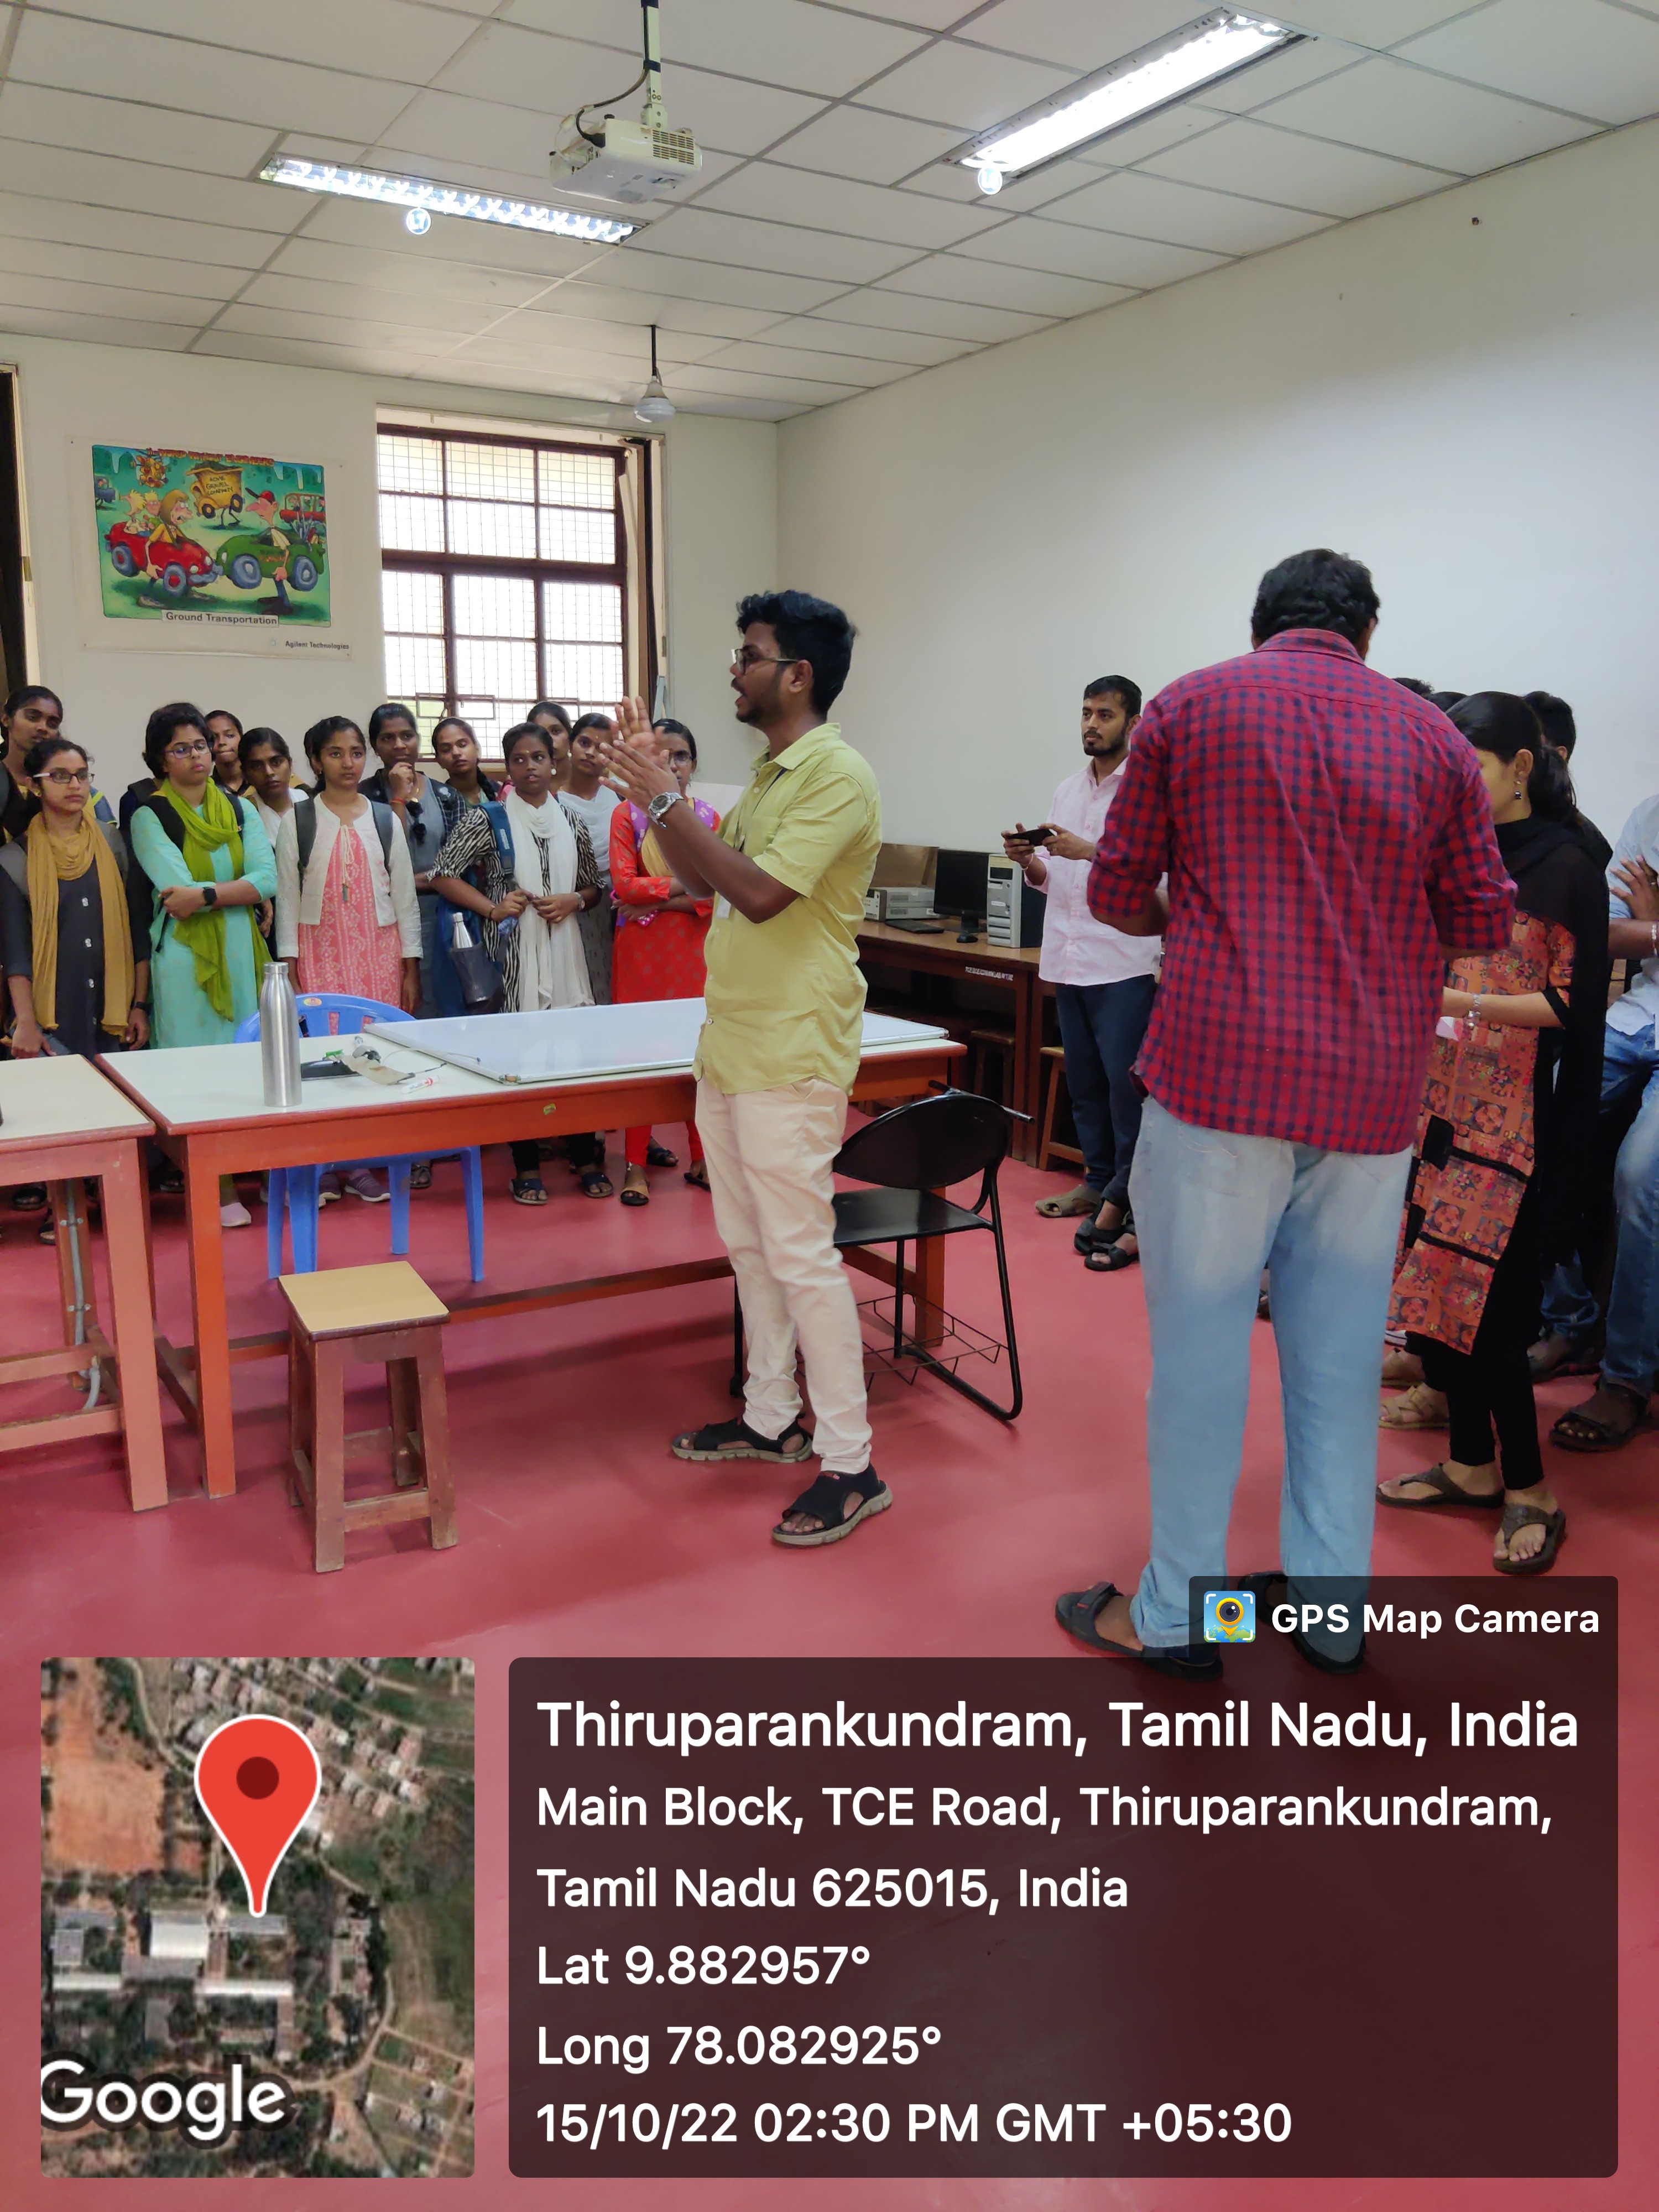 Ground Transportation
Agilent Technologies
GPS Map Camera
Thiruparankundram, Tamil Nadu, India
Main Block, TCE Road, Thiruparankundram,
Tamil Nadu 625015, India
Lat 9.882957°
Long 78.082925°
15/10/22 02:30 PM GMT +05:30
Google